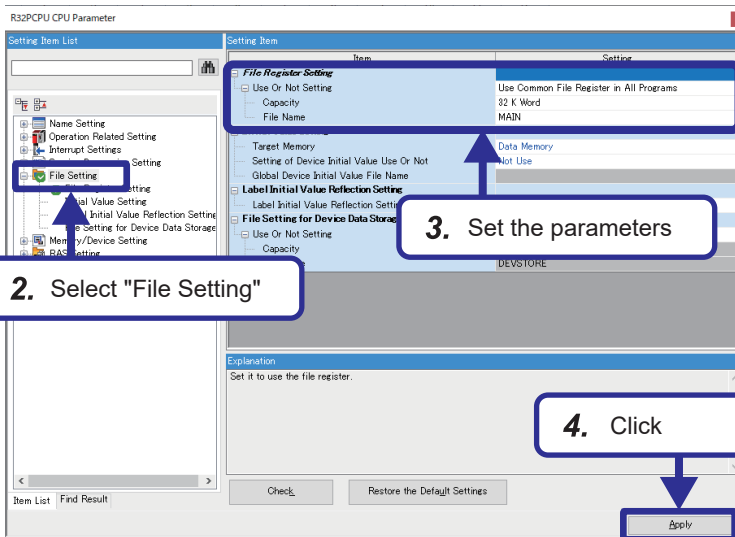 R32PCPU CPU Parameter
Setting Item List
Setting Item
Item
Setting
File Register Setting
Use Or Not Setting
Use Common File Register in All Programs
Capacity
32 K Word
File Name
MAIN
Target Memory
Data Memory
Setting of Device Initial Value Use Or Not
Not Use
Global Device Initial Value File Name
Label Initial Value Reflection Setting
Label Initial Value Reflection
File Setting for Device Data Storage
Use Or Not Setting
Capacity
DEVSTORE
Name Setting
Operation Related Setting
Interrupt Settings
Setting
File Setting
Setting
Initial Value Setting
Initial Value Reflection Setting
File Setting for Device Data Storage
Memory/Device Setting
RAS Setting
2. Select "File Setting"
3. Set the parameters
Explanation
Set it to use the file register.
4. Click
Check
Restore the Default Settings
Item List
Find Result
Apply